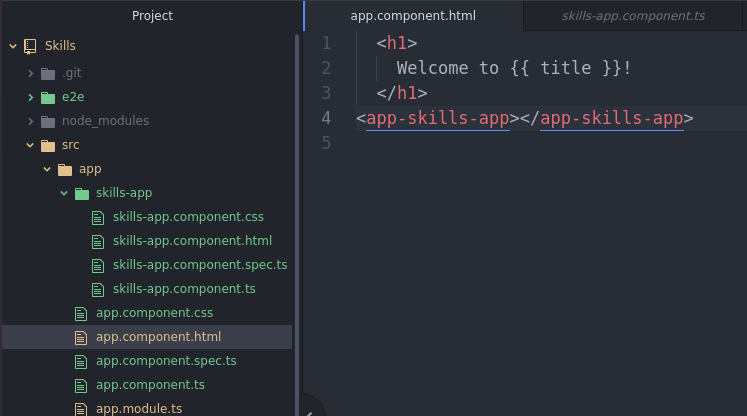 Project
Skills
.git
e2e
node_modules
src
app
skills-app
skills-app.component.css
skills-app.component.html
skills-app.component.spec.ts
skills-app.component.ts
app.component.css
app.component.html
app.component.spec.ts
app.component.ts
app.module.ts
app.component.html skills-app.component.ts
1 <h1>
2 Welcome to {{ title }}!
3 </h1>
4 <app-skills-app></app-skills-app>
5